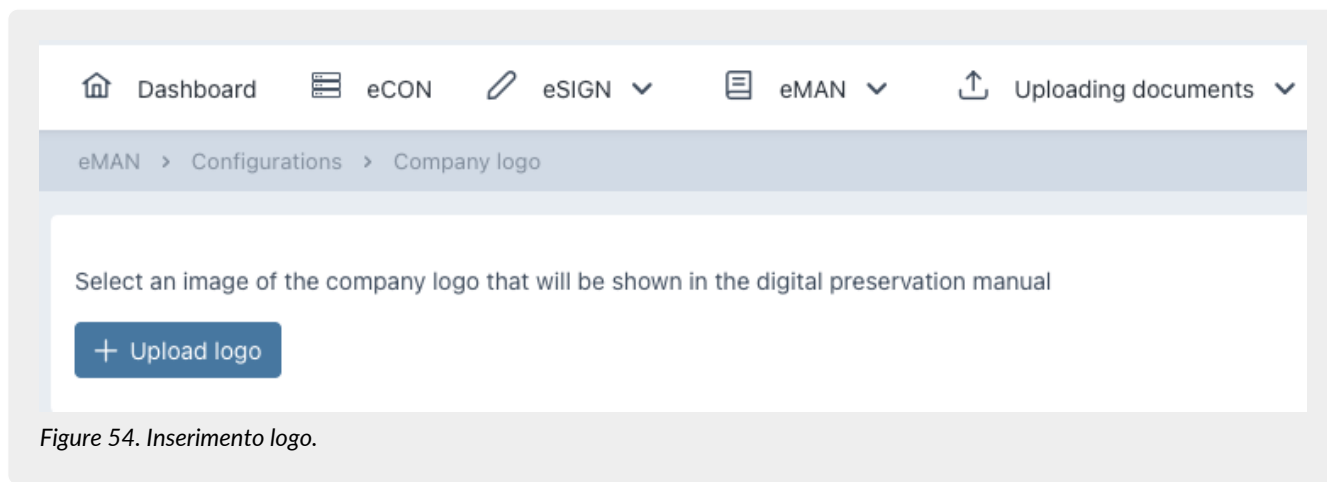 Dashboard eCON eSIGN eMAN Uploading documents
eMAN > Configurations > Company logo
Select an image of the company logo that will be shown in the digital preservation manual
+ Upload logo
Figure 54. Inserimento logo.